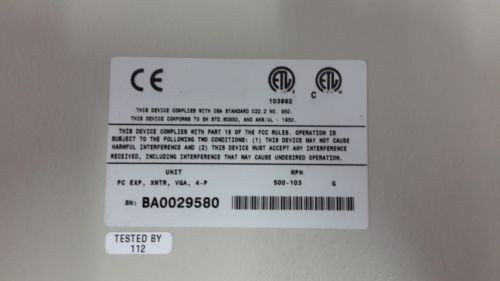 CE ETL ETL
103992 C
THIS DEVICE COMPLIES WITH CSA STANDARD C22.2 NO. 950.
THIS DEVICE CONFORMS TO EN STD.60950, AND ANS/UL - 1950.
THIS DEVICE COMPLIES WITH PART 15 OF THE FCC RULES. OPERATION IS
SUBJECT TO THE FOLLOWING TWO CONDITIONS: (1) THIS DEVICE MAY NOT CAUSE
HARMFUL INTERFERENCE AND (2) THIS DEVICE MUST ACCEPT ANY INTERFERENCE
RECEIVED, INCLUDING INTERFERENCE THAT MAY CAUSE UNDESIRED OPERATION.
UNIT MPN
PC EXP, XMTR, VGA, 4-P 500-103 G
SN: BA0029580
TESTED BY
112